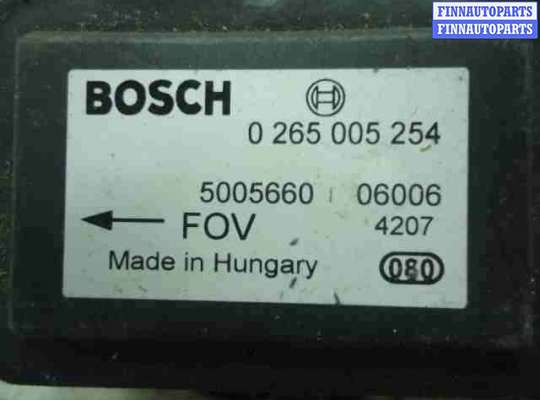 FINNAUTOPARTS
FINNAUTOPARTS
BOSCH
0 265 005 254
5005660 06006
FOV 4207
Made in Hungary 080